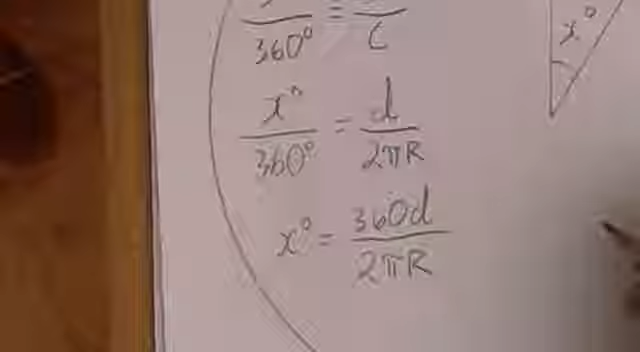 x°
360° = C
x°/360° = d/2πR
x° = 360d/2πR